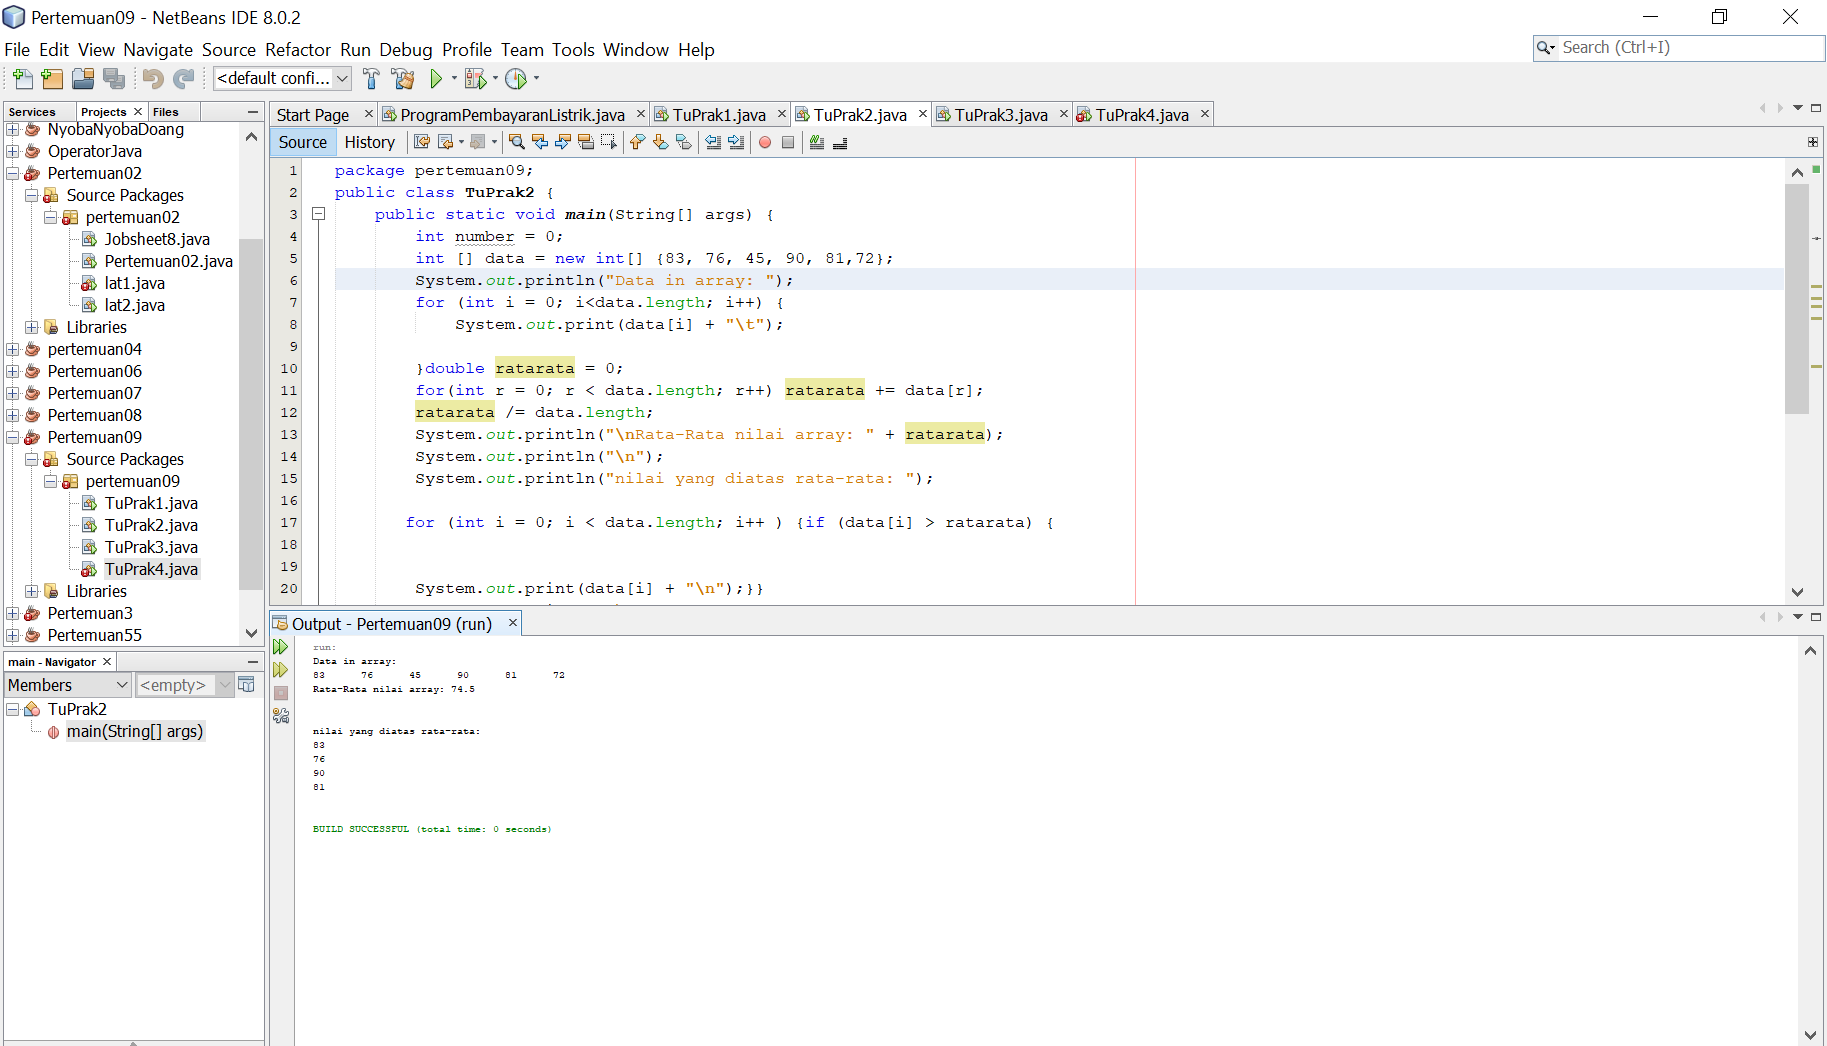 Pertemuan09 - NetBeans IDE 8.0.2
File Edit View Navigate Source Refactor Run Debug Profile Team Tools Window Help
Search (Ctrl+I)
<default confi...
Services Projects Files
NyobaNyobaDoang
OperatorJava
Pertemuan02
Source Packages
pertemuan02
Jobsheet8.java
Pertemuan02.java
lat1.java
lat2.java
Libraries
pertemuan04
Pertemuan06
Pertemuan07
Pertemuan08
Pertemuan09
Source Packages
pertemuan09
TuPrak1.java
TuPrak2.java
TuPrak3.java
TuPrak4.java
Libraries
Pertemuan3
Pertemuan55
main - Navigator
Members <empty>
TuPrak2
main(String[] args)
Start Page ProgramPembayaranListrik.java TuPrak1.java TuPrak2.java TuPrak3.java TuPrak4.java
Source History
1 package pertemuan09;
2 public class TuPrak2 {
3 public static void main(String[] args) {
4 int number = 0;
5 int [] data = new int[] {83, 76, 45, 90, 81,72};
6 System.out.println("Data in array: ");
7 for (int i = 0; i<data.length; i++) {
8 System.out.print(data[i] + "\t");
9
10 }double ratarata = 0;
11 for(int r = 0; r < data.length; r++) ratarata += data[r];
12 ratarata /= data.length;
13 System.out.println("\nRata-Rata nilai array: " + ratarata);
14 System.out.println("\n");
15 System.out.println("nilai yang diatas rata-rata: ");
16
17 for (int i = 0; i < data.length; i++ ) {if (data[i] > ratarata) {
18
19
20 System.out.print(data[i] + "\n");}}
Output - Pertemuan09 (run)
run:
Data in array:
83 76 45 90 81 72
Rata-Rata nilai array: 74.5
nilai yang diatas rata-rata:
83
76
90
81
BUILD SUCCESSFUL (total time: 0 seconds)